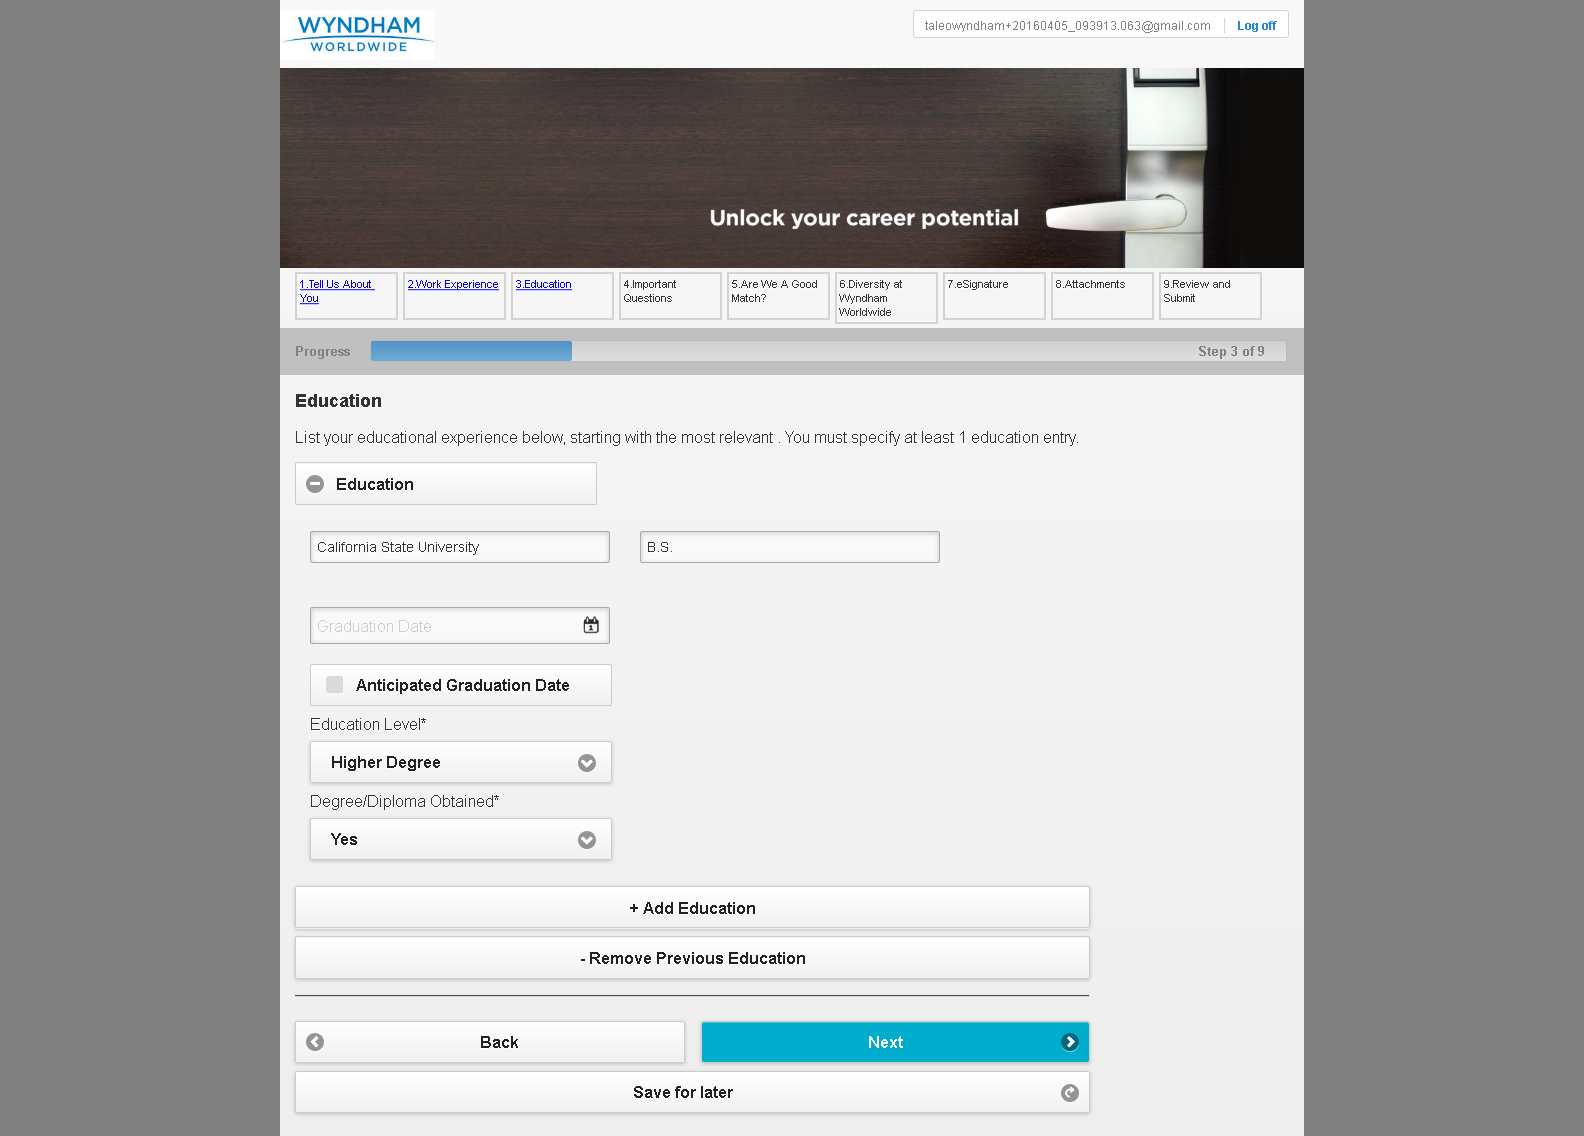 WYNDHAM
WORLDWIDE
taleowyndham+20160405_093913.063@gmail.com
Log off
Unlock your career potential
1.Tell Us About
You
2.Work Experience
3.Education
4.Important
Questions
5.Are We A Good
Match?
6.Diversity at
Wyndham
Worldwide
7.eSignature
8.Attachments
9.Review and
Submit
Progress
Step 3 of 9
Education
List your educational experience below, starting with the most relevant . You must specify at least 1 education entry.
Education
California State University
B.S.
Graduation Date
1
Anticipated Graduation Date
Education Level*
Higher Degree
Degree/Diploma Obtained*
Yes
+ Add Education
- Remove Previous Education
Back
Next
Save for later